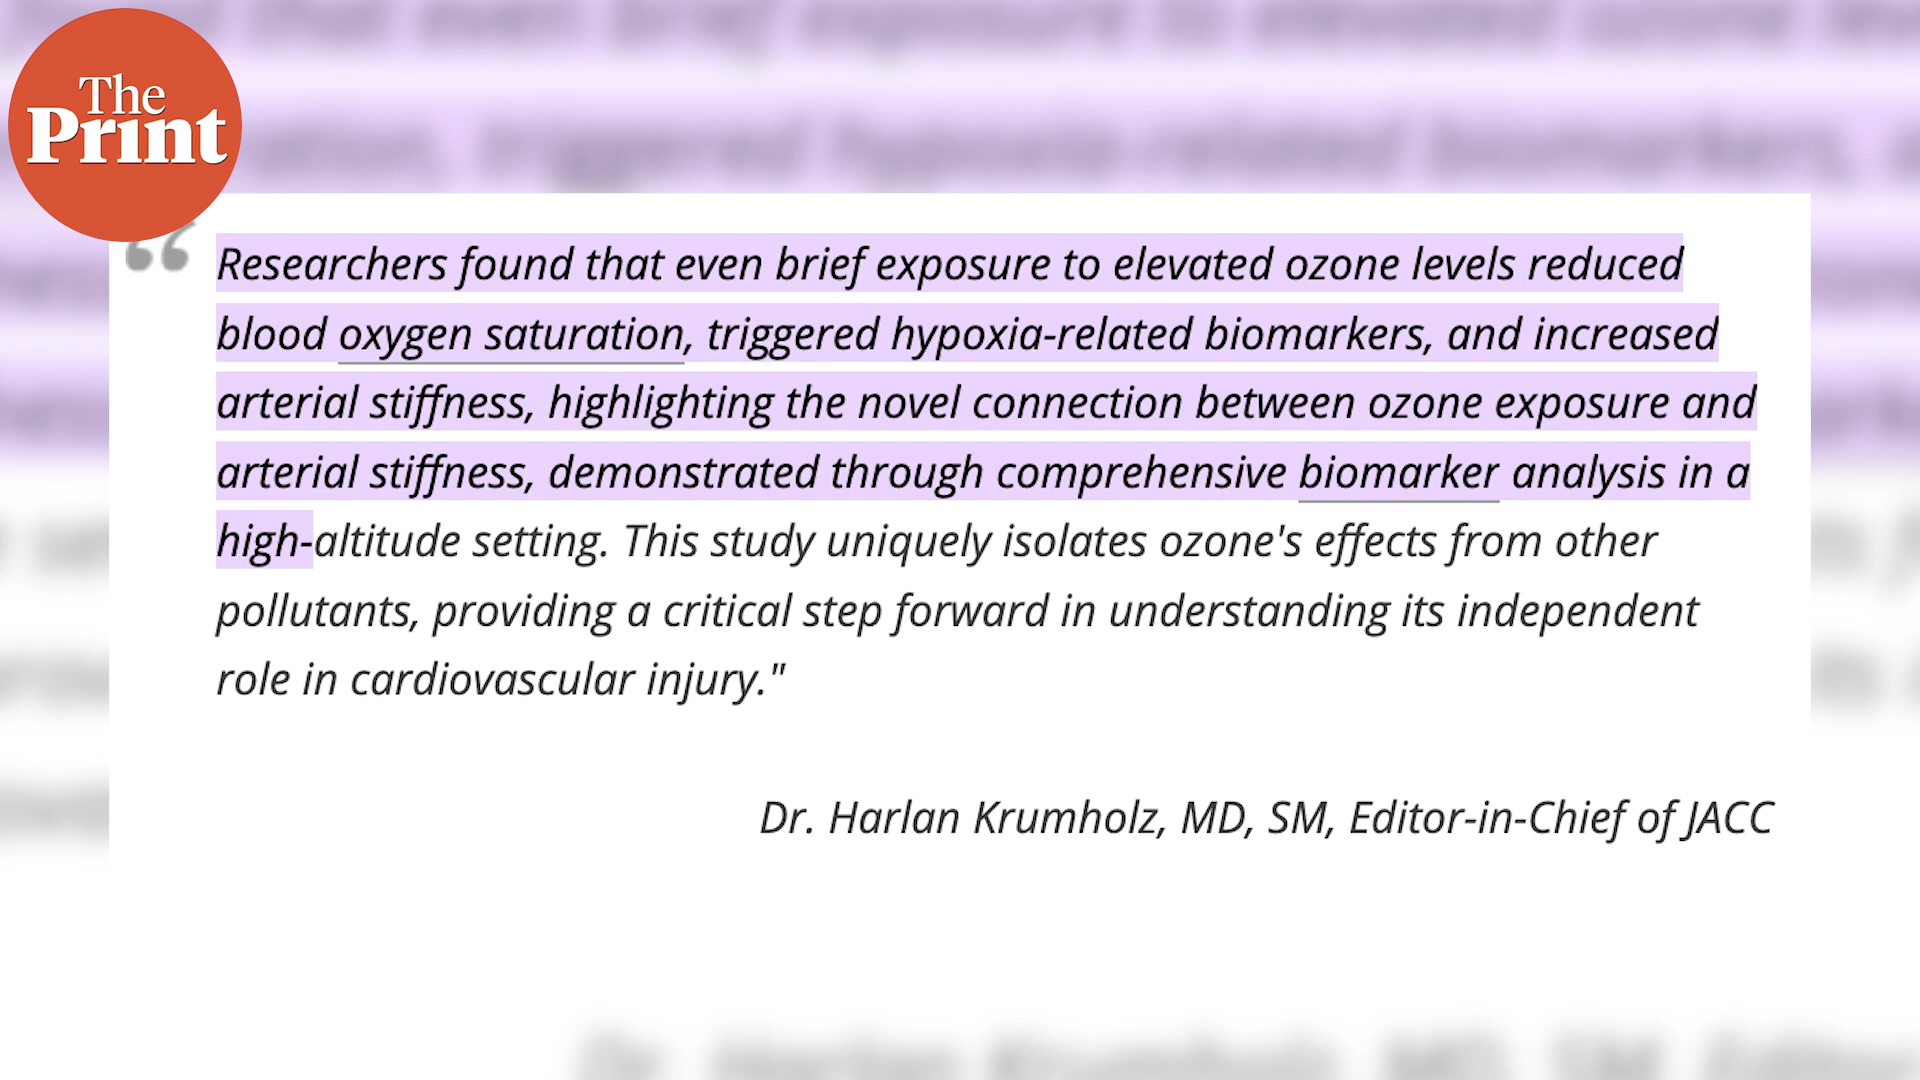 The
Print
“
Researchers found that even brief exposure to elevated ozone levels reduced
blood oxygen saturation, triggered hypoxia-related biomarkers, and increased
arterial stiffness, highlighting the novel connection between ozone exposure and
arterial stiffness, demonstrated through comprehensive biomarker analysis in a
high-altitude setting. This study uniquely isolates ozone's effects from other
pollutants, providing a critical step forward in understanding its independent
role in cardiovascular injury."
Dr. Harlan Krumholz, MD, SM, Editor-in-Chief of JACC